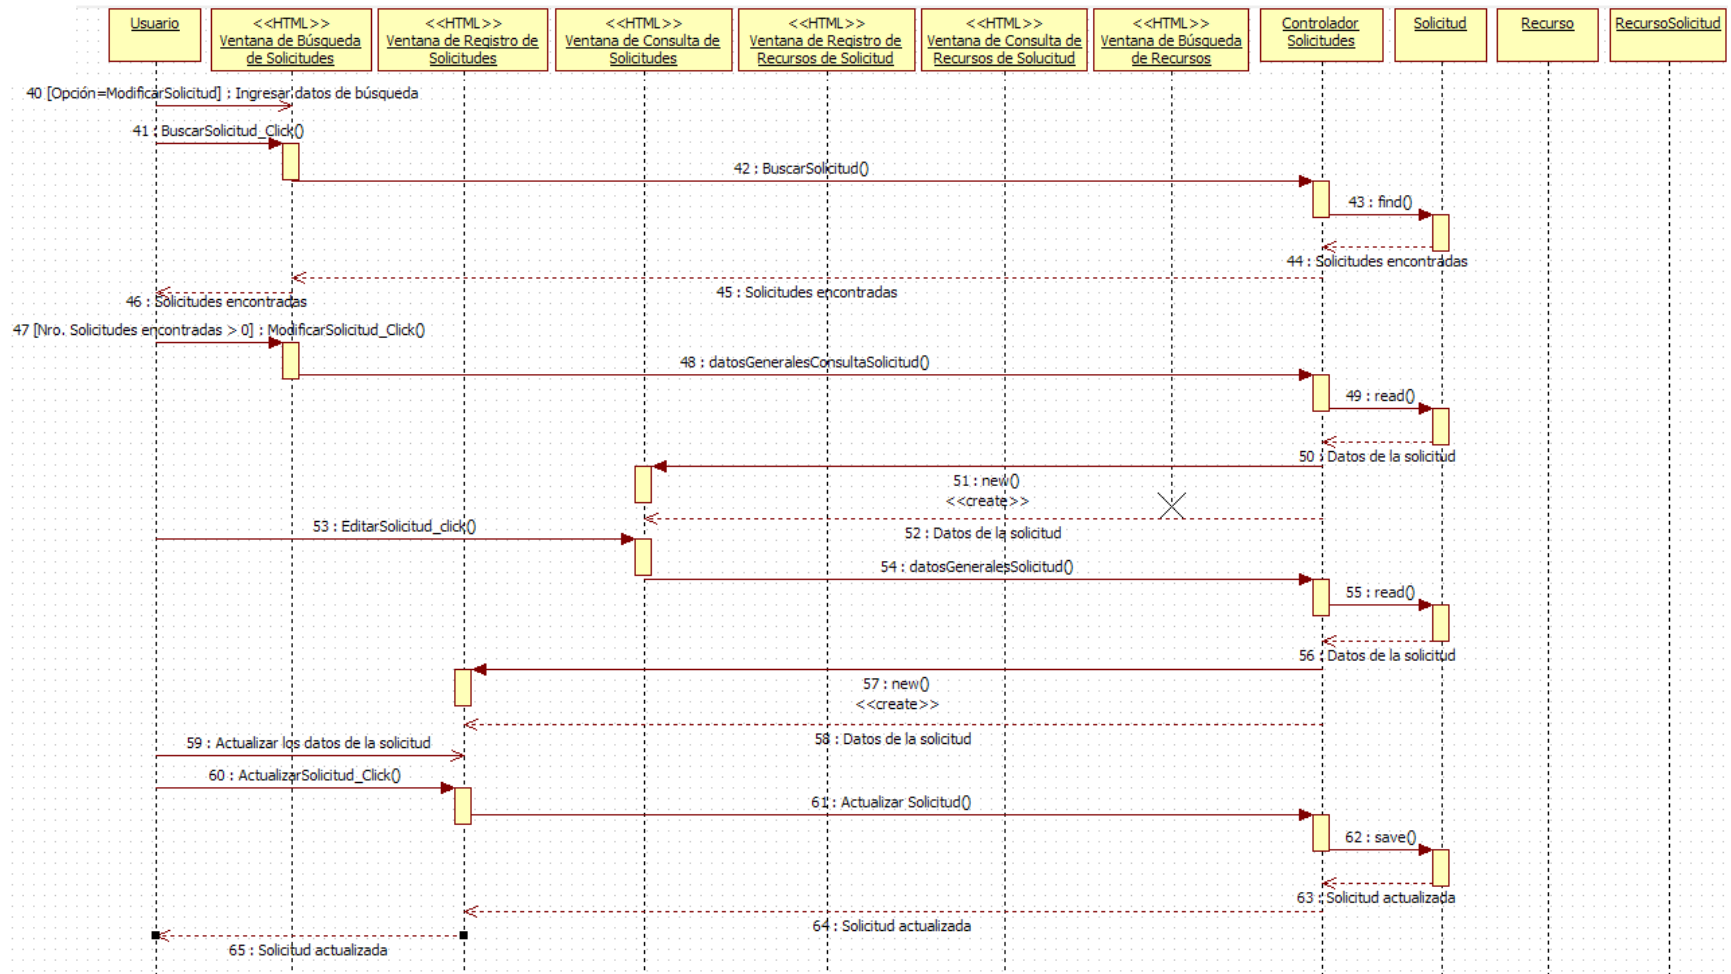 Usuario
<<HTML>>
Ventana de Búsqueda
de Solicitudes
<<HTML>>
Ventana de Registro de
Solicitudes
<<HTML>>
Ventana de Consulta de
Solicitudes
<<HTML>>
Ventana de Registro de
Recursos de Solicitud
<<HTML>>
Ventana de Consulta de
Recursos de Solucitud
<<HTML>>
Ventana de Búsqueda
de Recursos
Controlador
Solicitudes
Solicitud
Recurso
RecursoSolicitud
40 [Opción=ModificarSolicitud] : Ingresar datos de búsqueda
41 : BuscarSolicitud_Click()
42 : BuscarSolicitud()
43 : find()
44 : Solicitudes encontradas
45 : Solicitudes encontradas
46 : Solicitudes encontradas
47 [Nro. Solicitudes encontradas > 0] : ModificarSolicitud_Click()
48 : datosGeneralesConsultaSolicitud()
49 : read()
50 : Datos de la solicitud
51 : new()
<<create>>
52 : Datos de la solicitud
53 : EditarSolicitud_click()
54 : datosGeneralesSolicitud()
55 : read()
56 : Datos de la solicitud
57 : new()
<<create>>
58 : Datos de la solicitud
59 : Actualizar los datos de la solicitud
60 : ActualizarSolicitud_Click()
61 : Actualizar Solicitud()
62 : save()
63 : Solicitud actualizada
64 : Solicitud actualizada
65 : Solicitud actualizada